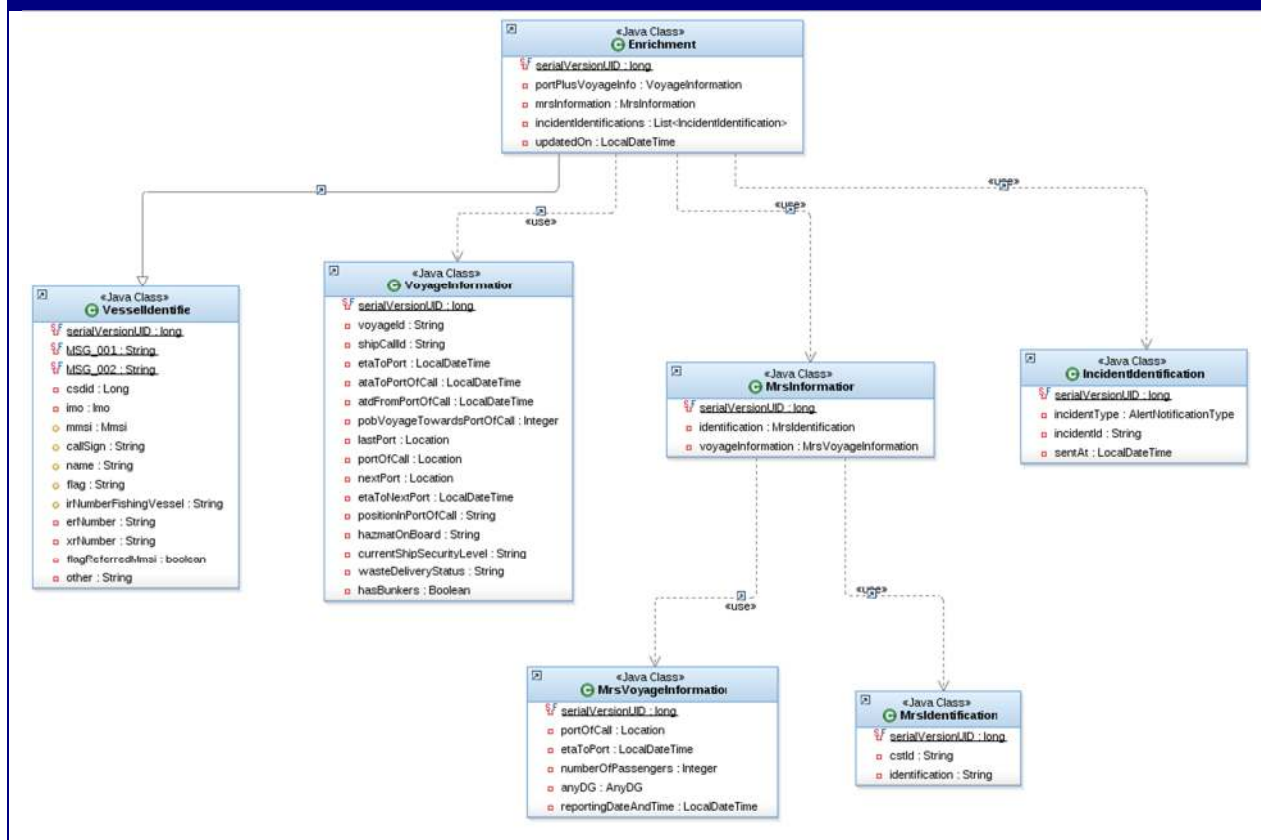 «Java Class»
Enrichment
serialVersionUID : long
portPlusVoyageInfo : VoyageInformation
mrsInformation : MrsInformation
incidentIdentifications : List<IncidentIdentification>
updatedOn : LocalDateTime
«use»
«use»
«use»
«Java Class»
VesselIdentifie
serialVersionUID : long
MSG_001 : String
MSG_002 : String
csdid : Long
imo : Imo
mmsi : Mmsi
callSign : String
name : String
flag : String
irNumberFishingVessel : String
erNumber : String
xrNumber : String
flagReferredMmsi : boolean
other : String
«Java Class»
VoyageInformation
serialVersionUID : long
voyageId : String
shipCallId : String
etaToPort : LocalDateTime
ataToPortOfCall : LocalDateTime
atdFromPortOfCall : LocalDateTime
pobVoyageTowardsPortOfCall : Integer
lastPort : Location
portOfCall : Location
nextPort : Location
etaToNextPort : LocalDateTime
positionInPortOfCall : String
hazmatOnBoard : String
currentShipSecurityLevel : String
wasteDeliveryStatus : String
hasBunkers : Boolean
«Java Class»
MrsInformation
serialVersionUID : long
identification : MrsIdentification
voyageInformation : MrsVoyageInformation
«Java Class»
IncidentIdentification
serialVersionUID : long
incidentType : AlertNotificationType
incidentId : String
sentAt : LocalDateTime
«use»
«use»
«Java Class»
MrsVoyageInformatio
serialVersionUID : long
portOfCall : Location
etaToPort : LocalDateTime
numberOfPassengers : Integer
anyDG : AnyDG
reportingDateAndTime : LocalDateTime
«Java Class»
MrsIdentification
serialVersionUID : long
cstId : String
identification : String